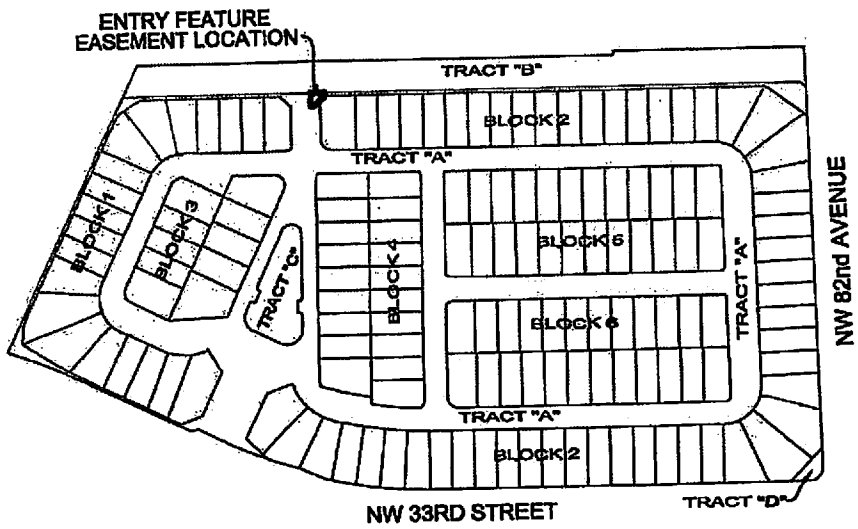 ENTRY FEATURE
EASEMENT LOCATION
TRACT "B"
BLOCK 2
TRACT "A"
BLOCK 1
BLOCK 3
TRACT "C"
BLOCK 4
BLOCK 5
TRACT "A"
NW 82nd AVENUE
BLOCK 6
TRACT "A"
BLOCK 2
TRACT "D"
NW 33RD STREET